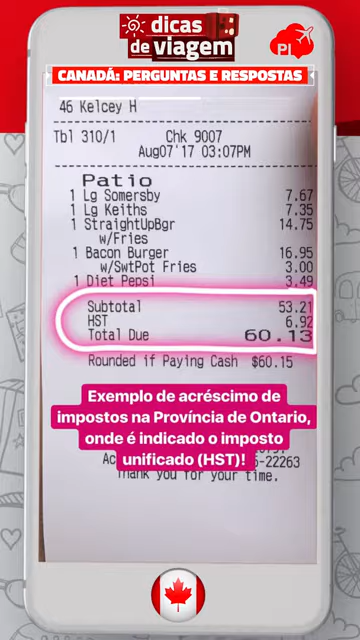 dicas
de viagem
PI
CANADÁ: PERGUNTAS E RESPOSTAS
46 Kelcey H
Tbl 310/1 Chk 9007
Aug07'17 03:07PM
Patio
1 Lg Somersby 7.67
1 Lg Keiths 7.35
1 StraightUpBgr 14.75
w/Fries
1 Bacon Burger 16.95
w/SwtPot Fries 3.00
1 Diet Pepsi 3.49
Subtotal 53.21
HST 6.92
Total Due 60.13
Rounded if Paying Cash $60.15
Exemplo de acréscimo de
impostos na Província de Ontario,
onde é indicado o imposto
unificado (HST)!
-22263
Thank you for your time.